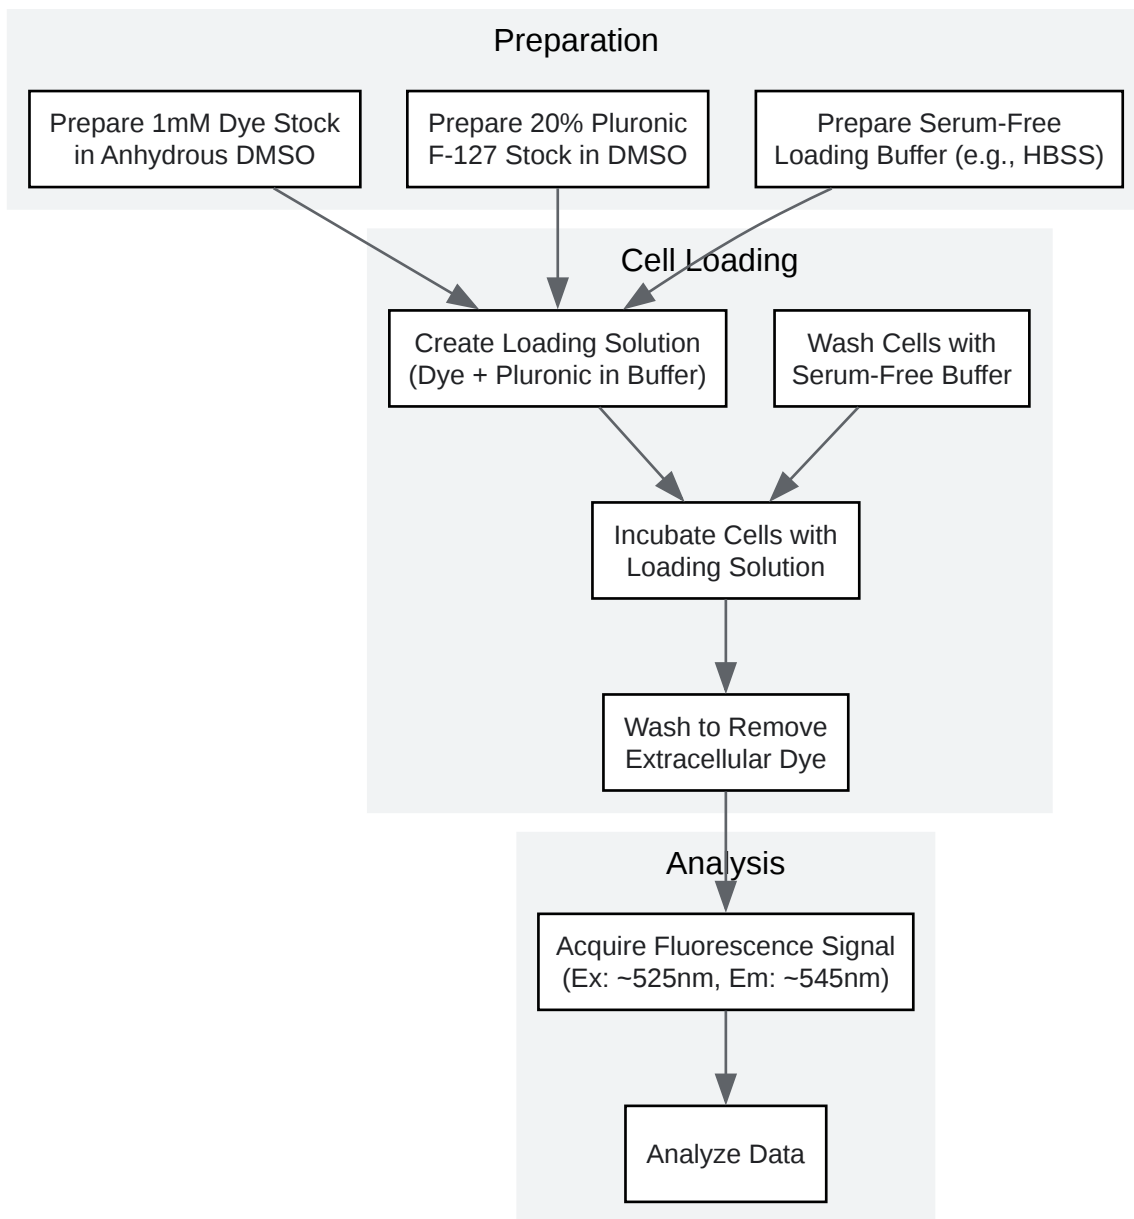 Preparation
Prepare 1mM Dye Stock
in Anhydrous DMSO
Prepare 20% Pluronic
F-127 Stock in DMSO
Prepare Serum-Free
Loading Buffer (e.g., HBSS)
Cell Loading
Create Loading Solution
(Dye + Pluronic in Buffer)
Wash Cells with
Serum-Free Buffer
Incubate Cells with
Loading Solution
Wash to Remove
Extracellular Dye
Analysis
Acquire Fluorescence Signal
(Ex: ~525nm, Em: ~545nm)
Analyze Data